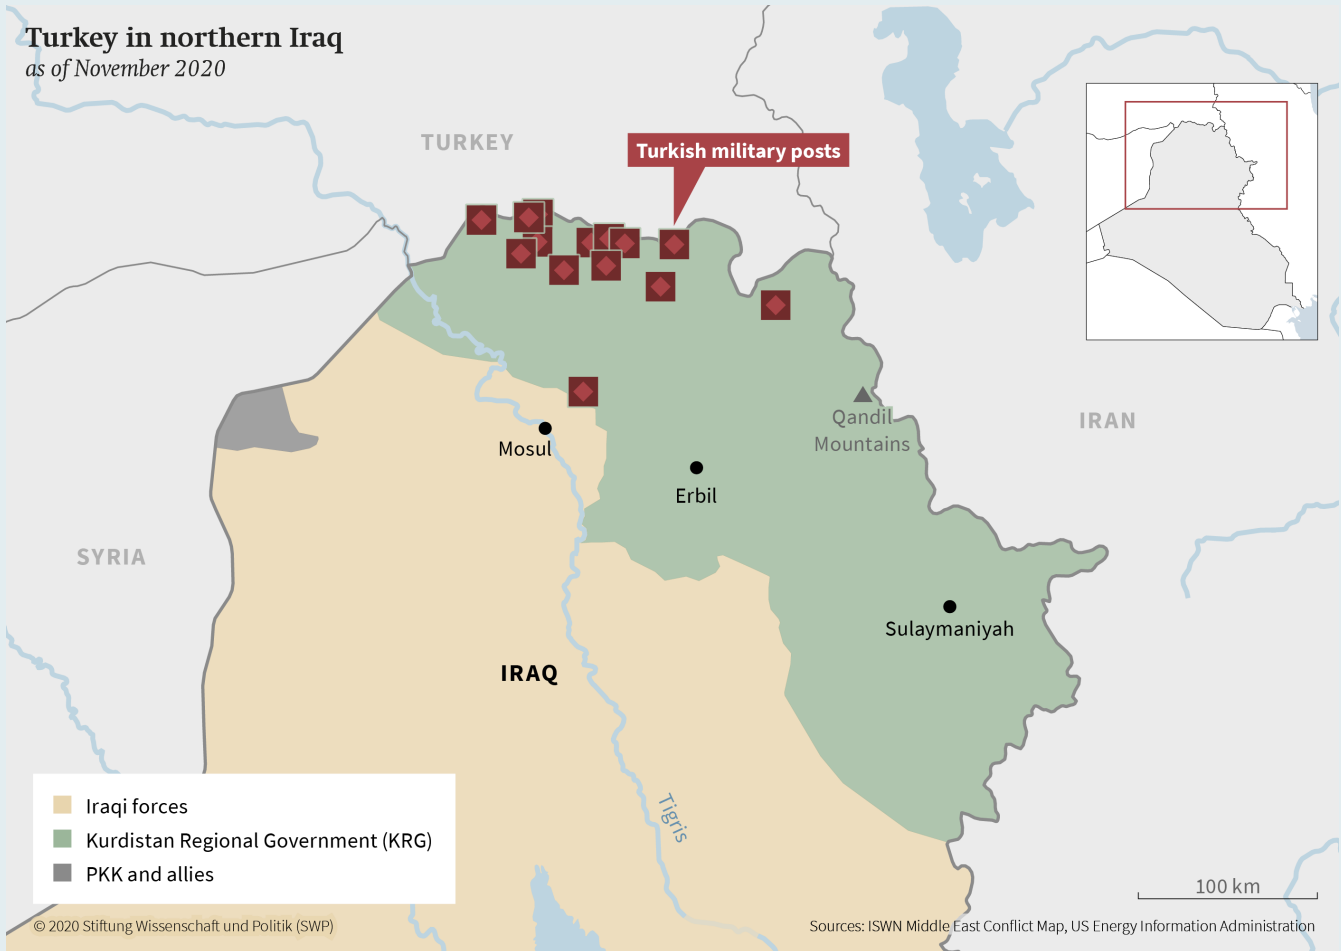 Turkey in northern Iraq
as of November 2020
TURKEY
Turkish military posts
Qandil
Mountains
IRAN
Mosul
Erbil
SYRIA
Sulaymaniyah
IRAQ
Tigris
Iraqi forces
Kurdistan Regional Government (KRG)
PKK and allies
100 km
© 2020 Stiftung Wissenschaft und Politik (SWP)
Sources: ISWN Middle East Conflict Map, US Energy Information Administration